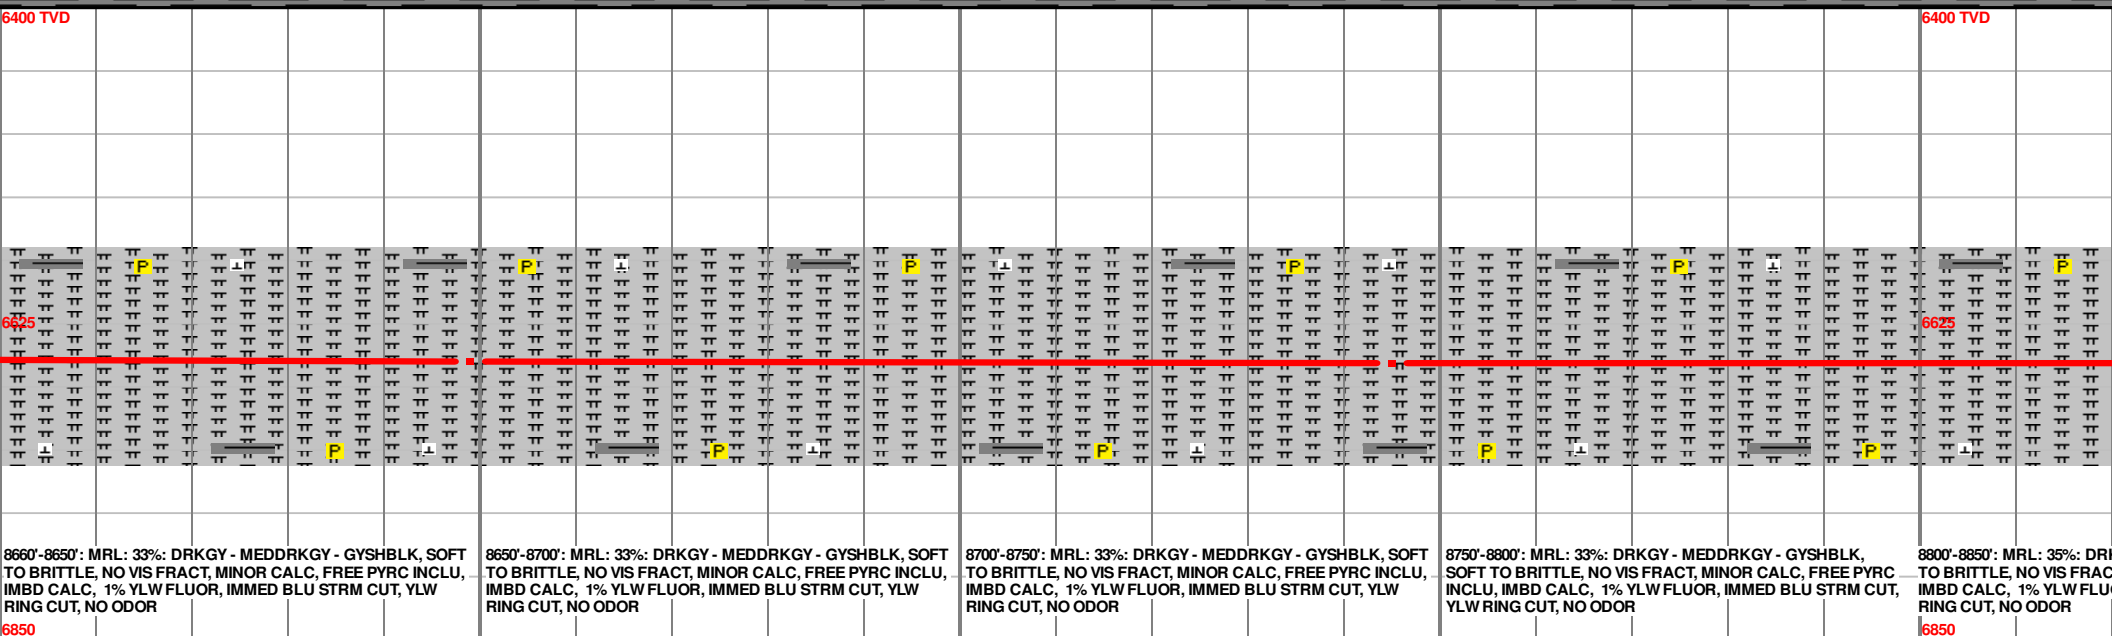 6400 TVD
6400 TVD
P
P
P
P
P
P
6625
6625
P
P
P
P
P
8660'-8650': MRL: 33%: DRKGY - MEDDRKGY - GYSHBLK, SOFT
TO BRITTLE, NO VIS FRACT, MINOR CALC, FREE PYRC INCLU,
IMBD CALC,  1% YLW FLUOR, IMMED BLU STRM CUT, YLW
RING CUT, NO ODOR
8650'-8700': MRL: 33%: DRKGY - MEDDRKGY - GYSHBLK, SOFT
TO BRITTLE, NO VIS FRACT, MINOR CALC, FREE PYRC INCLU,
IMBD CALC,  1% YLW FLUOR, IMMED BLU STRM CUT, YLW
RING CUT, NO ODOR
8700'-8750': MRL: 33%: DRKGY - MEDDRKGY - GYSHBLK, SOFT
TO BRITTLE, NO VIS FRACT, MINOR CALC, FREE PYRC INCLU,
IMBD CALC,  1% YLW FLUOR, IMMED BLU STRM CUT, YLW
RING CUT, NO ODOR
8750'-8800': MRL: 33%: DRKGY - MEDDRKGY - GYSHBLK,
SOFT TO BRITTLE, NO VIS FRACT, MINOR CALC, FREE PYRC
INCLU, IMBD CALC,  1% YLW FLUOR, IMMED BLU STRM CUT,
YLW RING CUT, NO ODOR
8800'-8850': MRL: 35%:
TO BRITTLE, NO VIS
IMBD CALC,  1% YLW
RING CUT, NO ODOR
6850
6850